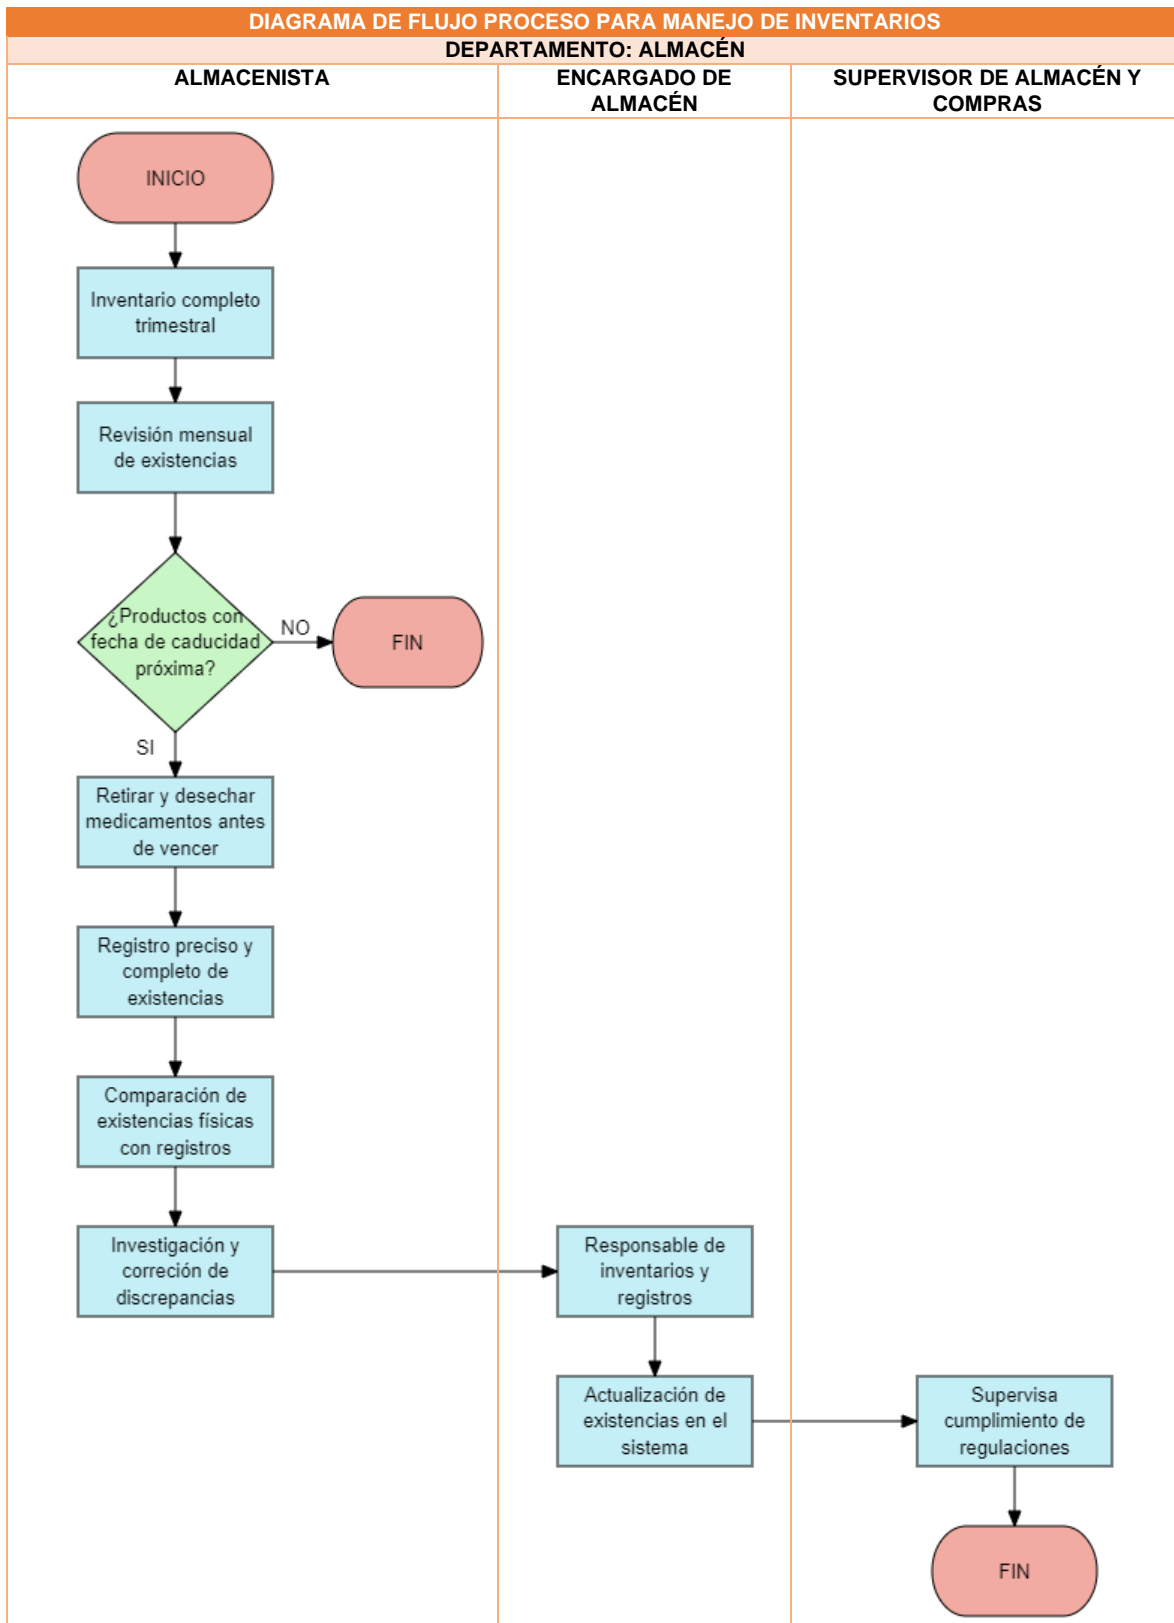 DIAGRAMA DE FLUJO PROCESO PARA MANEJO DE INVENTARIOS
DEPARTAMENTO: ALMACÉN
ALMACENISTA
ENCARGADO DE
ALMACÉN
SUPERVISOR DE ALMACÉN Y
COMPRAS
INICIO
Inventario completo
trimestral
Revisión mensual
de existencias
¿Productos con
fecha de caducidad
próxima?
NO
FIN
SI
Retirar y desechar
medicamentos antes
de vencer
Registro preciso y
completo de
existencias
Comparación de
existencias físicas
con registros
Investigación y
correción de
discrepancias
Responsable de
inventarios y
registros
Actualización de
existencias en el
sistema
Supervisa
cumplimiento de
regulaciones
FIN